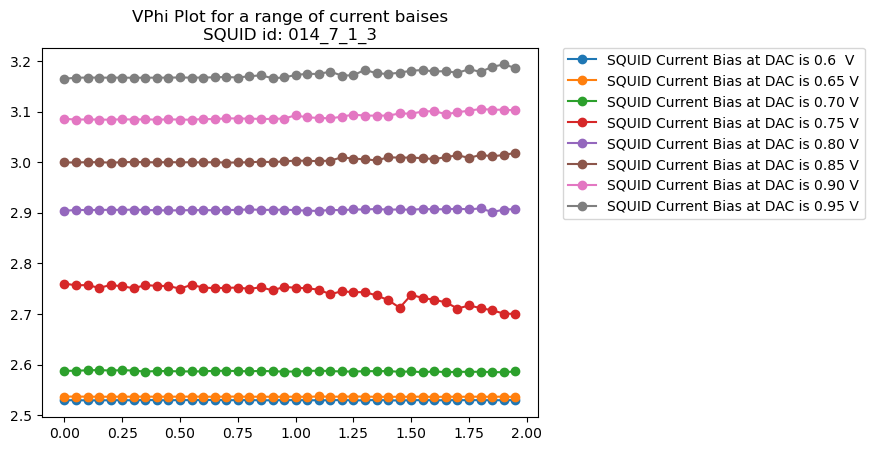 VPhi Plot for a range of current baises
SQUID id: 014_7_1_3
3.2
3.1
3.0
2.9
2.8
2.7
2.6
2.5
0.00 0.25 0.50 0.75 1.00 1.25 1.50 1.75 2.00
SQUID Current Bias at DAC is 0.6  V
SQUID Current Bias at DAC is 0.65 V
SQUID Current Bias at DAC is 0.70 V
SQUID Current Bias at DAC is 0.75 V
SQUID Current Bias at DAC is 0.80 V
SQUID Current Bias at DAC is 0.85 V
SQUID Current Bias at DAC is 0.90 V
SQUID Current Bias at DAC is 0.95 V